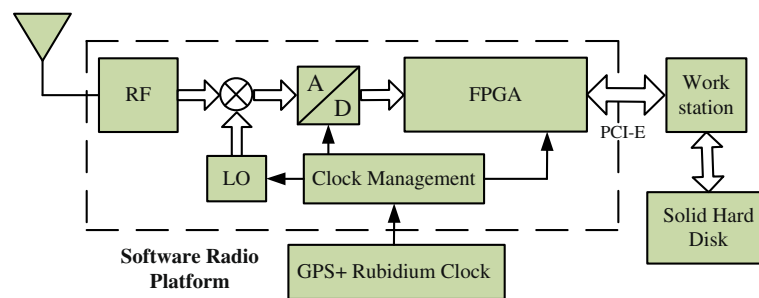 RF
A
D
FPGA
PCI-E
Work
station
LO
Clock Management
Solid Hard
Disk
Software Radio
Platform
GPS+ Rubidium Clock